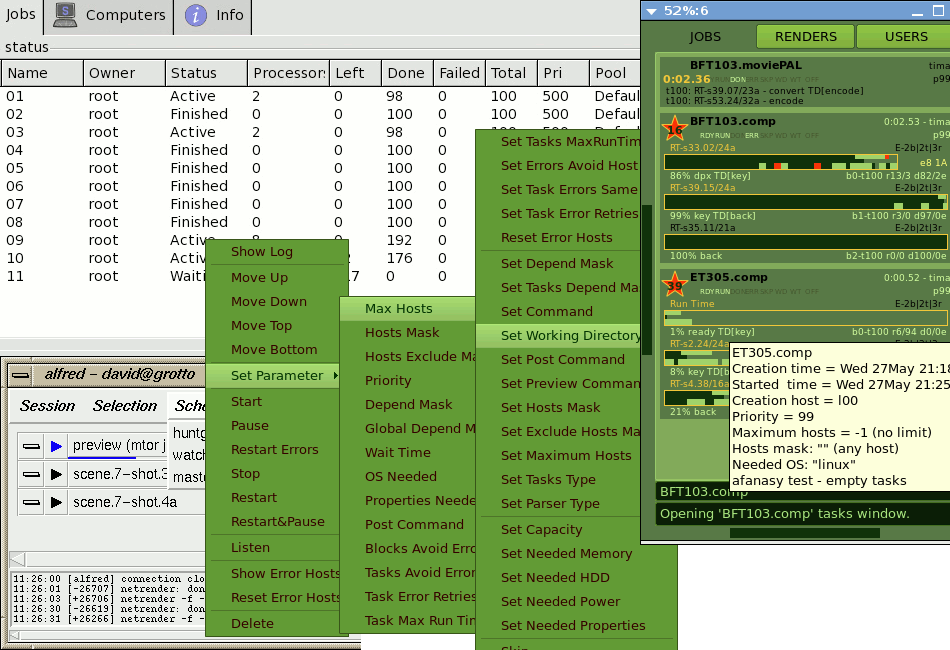 Jobs Computers Info
status
Name Owner Status Processors Left Done Failed Total Pri Pool
01 root Active 2 0 98 0 100 500 Defaul
02 root Finished 0 0 100 0 100 500 Defaul
03 root Active 2 0 98
04 root Finished 0 0 100
05 root Finished 0 0 100
06 root Finished 0 0 100
07 root Finished 0 0 100
08 root Finished 0 0 100
09 root 0 192
10 root 176
11 root 0
Show Log
Move Up
Move Down
Move Top
Move Bottom
Set Parameter
Start
Pause
Restart Errors
Stop
Restart
Restart&Pause
Listen
Show Error Hosts
Reset Error Hosts
Delete
Max Hosts
Hosts Mask
Hosts Exclude Ma
Priority
Depend Mask
Global Depend M
Wait Time
OS Needed
Properties Neede
Post Command
Blocks Avoid Erro
Tasks Avoid Error
Task Error Retries
Task Max Run Tim
Set Tasks MaxRunTim
Set Errors Avoid Host
Set Task Errors Same
Set Task Error Retries
Reset Error Hosts
Set Depend Mask
Set Tasks Depend Ma
Set Command
Set Working Directory
Set Post Command
Set Preview Comman
Set Hosts Mask
Set Exclude Hosts Ma
Set Maximum Hosts
Set Tasks Type
Set Parser Type
Set Capacity
Set Needed Memory
Set Needed HDD
Set Needed Power
Set Needed Properties
alfred – david@grotto
Session Selection Sche
preview (mtor j
scene.7-shot.3
scene.7-shot.4a
huntg
watch
maste
11:26:00 [alfred] connection clo
11:26:01 [-26707] netrender: don
11:26:03 [+26706] netrender -f -
11:26:30 [-26619] netrender: don
11:26:31 [+26266] netrender -f -
52%:6
JOBS RENDERS USERS
BFT103.moviePAL tima
0:02.36 DON p99
t100: RT-s39.07/23a - convert TD[encode]
t100: RT-s53.24/32a - encode
16 BFT103.comp 0:02.53 - tima
RDY RUN ERR p99
RT-s33.02/24a E-2b|2t|3r
e8 1A
86% dpx TD[key] b0-t100 r13/3 d82/2e
RT-s39.15/24a E-2b|2t|3r
99% key TD[back] b1-t100 r3/0 d97/0e
RT-s35.11/21a E-2b|2t|3r
100% back b2-t100 r0/0 d100/0e
39 ET305.comp 0:00.52 - tima
RDY RUN p99
Run Time E-2b|2t|3r
1% ready TD[key] b0-t100 r6/94 d0/0e
RT-s2.24/24a
8% key TD[b
RT-s4.38/16a
21% back
ET305.comp
Creation time = Wed 27May 21:18
Started  time = Wed 27May 21:25
Creation host = l00
Priority = 99
Maximum hosts = -1 (no limit)
Hosts mask: "" (any host)
Needed OS: "linux"
afanasy test - empty tasks
BFT103.comp
Opening 'BFT103.comp' tasks window.